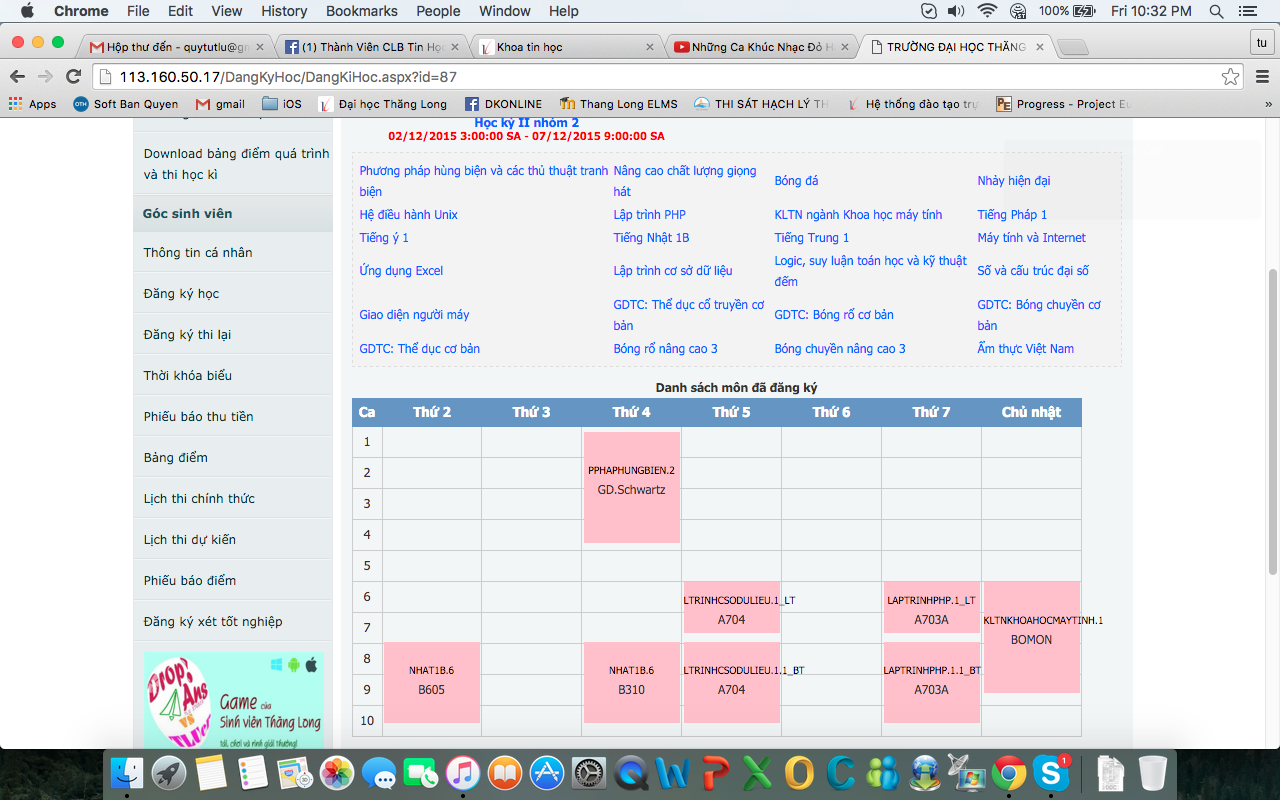 Chrome File Edit View History Bookmarks People Window Help 100% Fri 10:32 PM
Hộp thư đến - quytutlu@gm
(1) Thành Viên CLB Tin Học
Khoa tin học
Những Ca Khúc Nhạc Đỏ H
TRƯỜNG ĐẠI HỌC THĂNG
tu
113.160.50.17/DangKyHoc/DangKiHoc.aspx?id=87
Apps Soft Ban Quyen gmail iOS Đại học Thăng Long DKONLINE Thang Long ELMS THI SÁT HẠCH LÝ TH Hệ thống đào tạo trự Progress - Project Eu »
Download bảng điểm quá trình
và thi học kì
Góc sinh viên
Thông tin cá nhân
Đăng ký học
Đăng ký thi lại
Thời khóa biểu
Phiếu báo thu tiền
Bảng điểm
Lịch thi chính thức
Lịch thi dự kiến
Phiếu báo điểm
Đăng ký xét tốt nghiệp
Drop
Ans
VS
TLUer
Game của
Sinh viên Thăng Long
tải, chơi và rinh giải thưởng!
Học kỳ II nhóm 2
02/12/2015 3:00:00 SA - 07/12/2015 9:00:00 SA
Phương pháp hùng biện và các thủ thuật tranh
biện
Nâng cao chất lượng giọng
hát
Bóng đá
Nhảy hiện đại
Hệ điều hành Unix
Lập trình PHP
KLTN ngành Khoa học máy tính
Tiếng Pháp 1
Tiếng ý 1
Tiếng Nhật 1B
Tiếng Trung 1
Máy tính và Internet
Ứng dụng Excel
Lập trình cơ sở dữ liệu
Logic, suy luận toán học và kỹ thuật
đếm
Số và cấu trúc đại số
Giao diện người máy
GDTC: Thể dục cổ truyền cơ
bản
GDTC: Bóng rổ cơ bản
GDTC: Bóng chuyền cơ
bản
GDTC: Thể dục cơ bản
Bóng rổ nâng cao 3
Bóng chuyền nâng cao 3
Ẩm thực Việt Nam
Danh sách môn đã đăng ký
Ca Thứ 2 Thứ 3 Thứ 4 Thứ 5 Thứ 6 Thứ 7 Chủ nhật
1
2
3
4
5
6
7
8
9
10
PPHAPHUNGBIEN.2
GD.Schwartz
LTRINHCSODULIEU.1_LT
A704
LAPTRINHPHP.1_LT
A703A
KLTNKHOAHOCMAYTINH.1
BOMON
NHAT1B.6
B605
NHAT1B.6
B310
LTRINHCSODULIEU.1.1_BT
A704
LAPTRINHPHP.1.1_BT
A703A
1